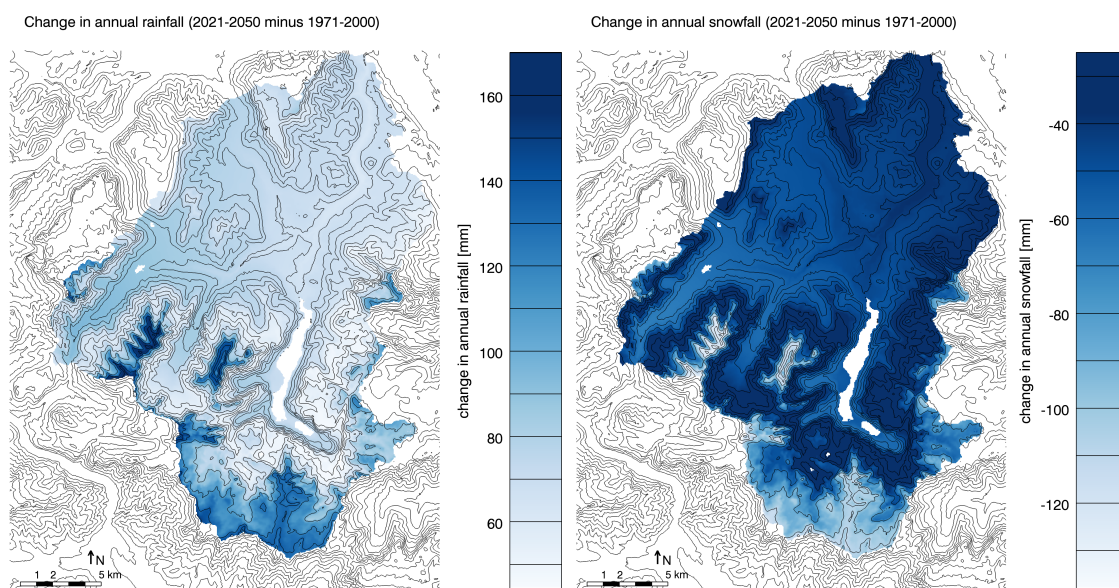 Change in annual rainfall (2021-2050 minus 1971-2000)
160
140
120
100
80
60
change in annual rainfall [mm]
N
1 2 5 km
Change in annual snowfall (2021-2050 minus 1971-2000)
-40
-60
-80
-100
-120
change in annual snowfall [mm]
N
1 2 5 km